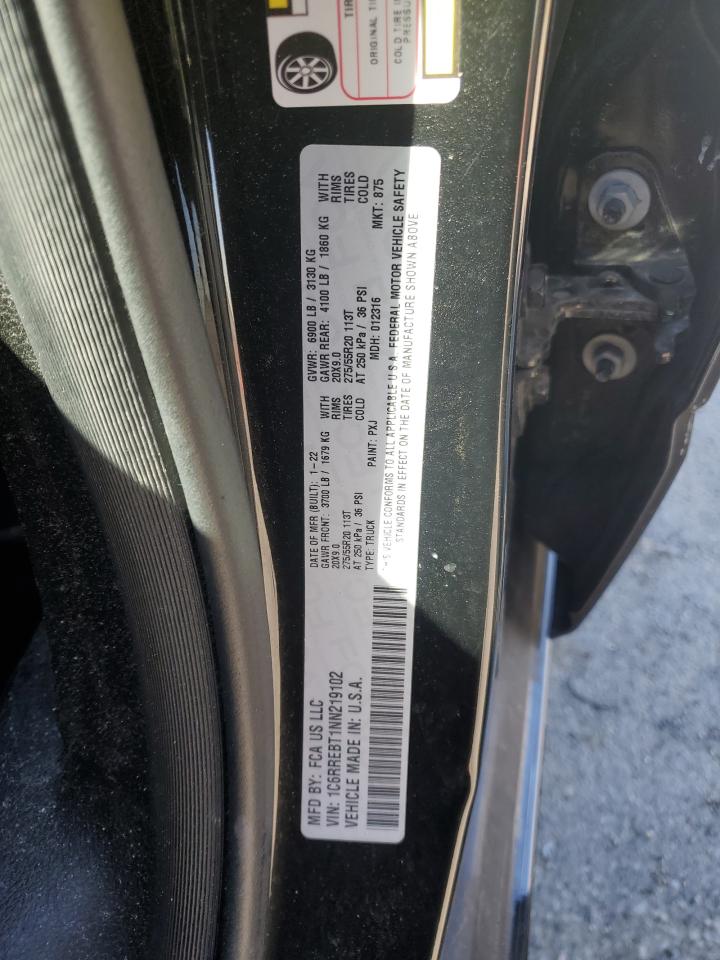 MFD BY: FCA US LLC
VIN: 1C6RREBT1NN219102
VEHICLE MADE IN: U.S.A.
DATE OF MFR (BUILT): 1-22 GVWR: 6900 LB / 3130 KG
GAWR FRONT: 3700 LB / 1679 KG WITH GAWR REAR: 4100 LB / 1860 KG WITH
20X9.0 RIMS 20X9.0 RIMS
275/55R20 113T TIRES 275/55R20 113T TIRES
AT 250 kPa / 36 PSI COLD AT 250 kPa / 36 PSI COLD
TYPE: TRUCK PAINT: PXJ MDH: 012316 MKT: 875
VEHICLE CONFORMS TO ALL APPLICABLE U.S.A. FEDERAL MOTOR VEHICLE SAFETY
STANDARDS IN EFFECT ON THE DATE OF MANUFACTURE SHOWN ABOVE
TIR
ORIGINAL TI
COLD TIRE
PRESSU